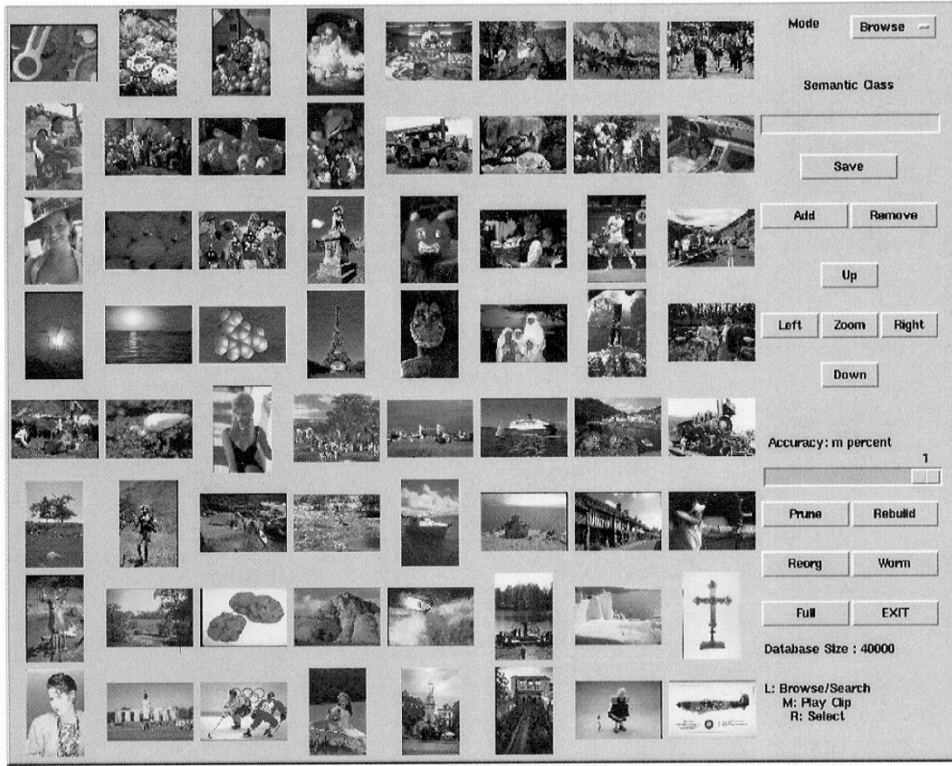 Mode Browse
Semantic Class
Save
Add Remove
Up
Left Zoom Right
Down
Accuracy: m percent
1
Prune Rebuild
Reorg Worm
Full EXIT
Database Size : 40000
L: Browse/Search
M: Play Clip
R: Select